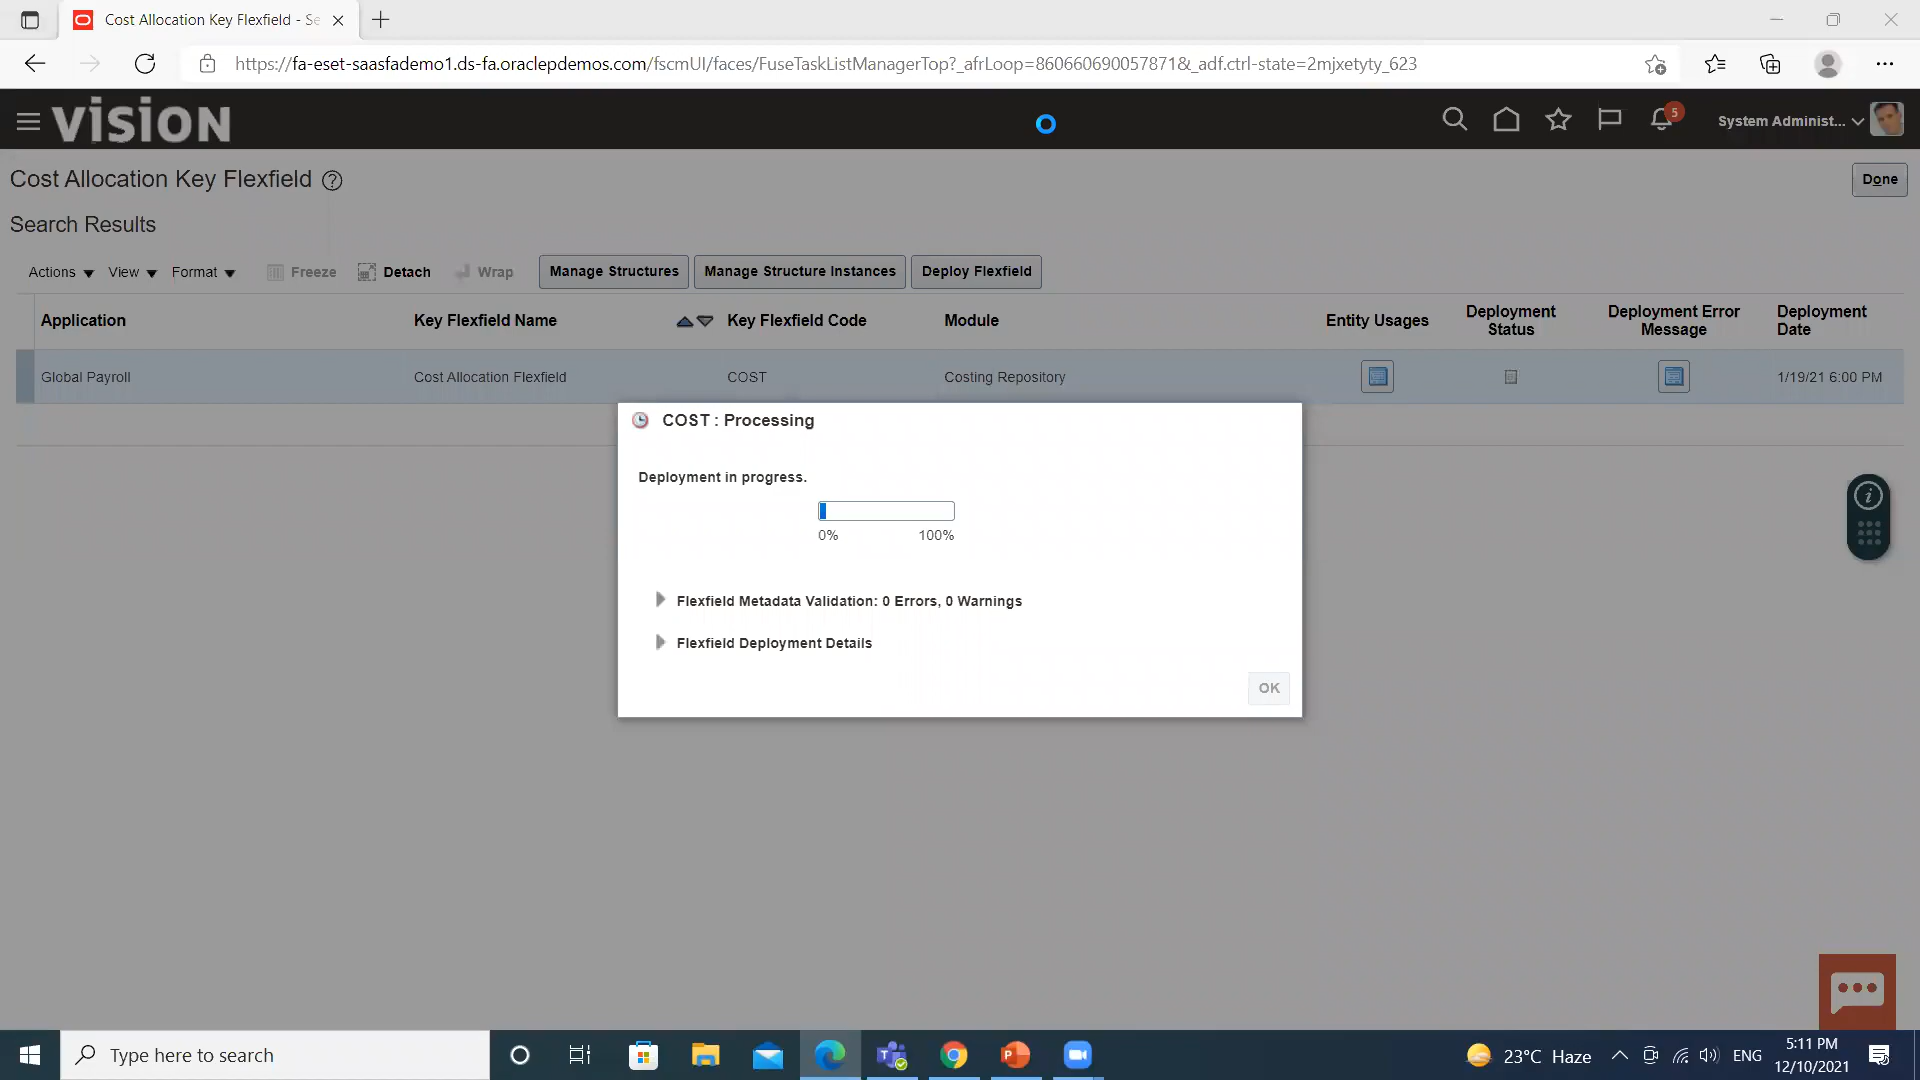 Cost Allocation Key Flexfield - Se
https://fa-eset-saasfademo1.ds-fa.oraclepdemos.com/fscmUI/faces/FuseTaskListManagerTop?_afrLoop=860660690057871&_adf.ctrl-state=2mjxetyty_623
vision
5
System Administ...
Cost Allocation Key Flexfield ?
Done
Search Results
Actions View Format Freeze Detach Wrap Manage Structures Manage Structure Instances Deploy Flexfield
Application Key Flexfield Name Key Flexfield Code Module Entity Usages Deployment Status Deployment Error Message Deployment Date
Global Payroll Cost Allocation Flexfield COST Costing Repository 1/19/21 6:00 PM
COST : Processing
Deployment in progress.
0% 100%
Flexfield Metadata Validation: 0 Errors, 0 Warnings
Flexfield Deployment Details
OK
Type here to search
23°C Haze
ENG
5:11 PM
12/10/2021